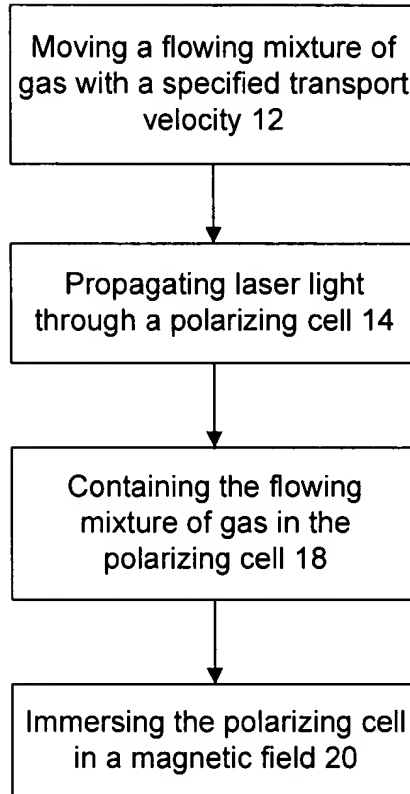 Moving a flowing mixture of
gas with a specified transport
velocity 12
Propagating laser light
through a polarizing cell 14
Containing the flowing
mixture of gas in the
polarizing cell 18
Immersing the polarizing cell
in a magnetic field 20